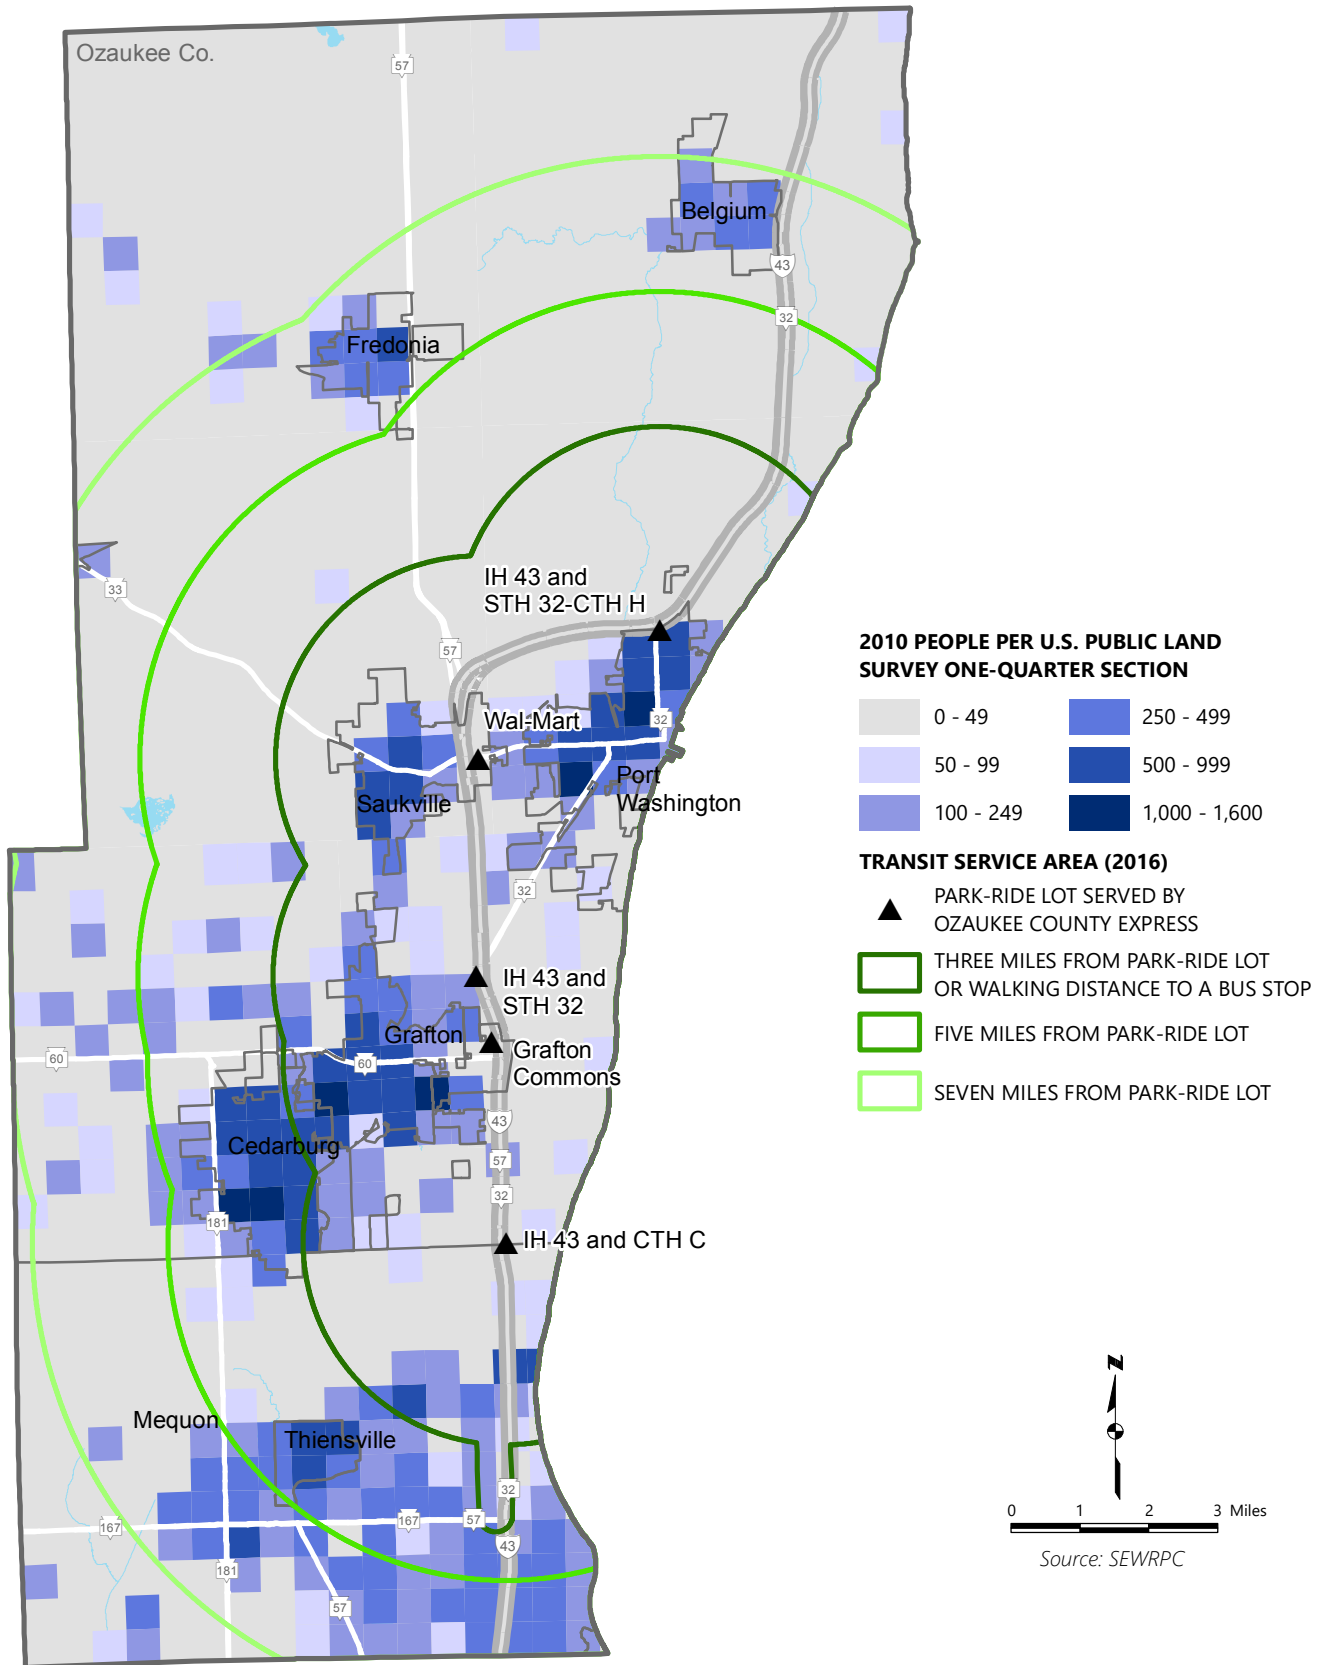 Ozaukee Co.
57
Belgium
43
32
Fredonia
33
IH 43 and
STH 32-CTH H
57
Wal-Mart
32
Saukville
Port
Washington
32
IH 43 and
STH 32
Grafton
Grafton
Commons
60
60
43
Cedarburg
57
32
181
IH 43 and CTH C
Mequon
Thiensville
32
167
167
57
43
181
57
2010 PEOPLE PER U.S. PUBLIC LAND
SURVEY ONE-QUARTER SECTION
0 - 49
250 - 499
50 - 99
500 - 999
100 - 249
1,000 - 1,600
TRANSIT SERVICE AREA (2016)
PARK-RIDE LOT SERVED BY
OZAUKEE COUNTY EXPRESS
THREE MILES FROM PARK-RIDE LOT
OR WALKING DISTANCE TO A BUS STOP
FIVE MILES FROM PARK-RIDE LOT
SEVEN MILES FROM PARK-RIDE LOT
N
0 1 2 3 Miles
Source: SEWRPC